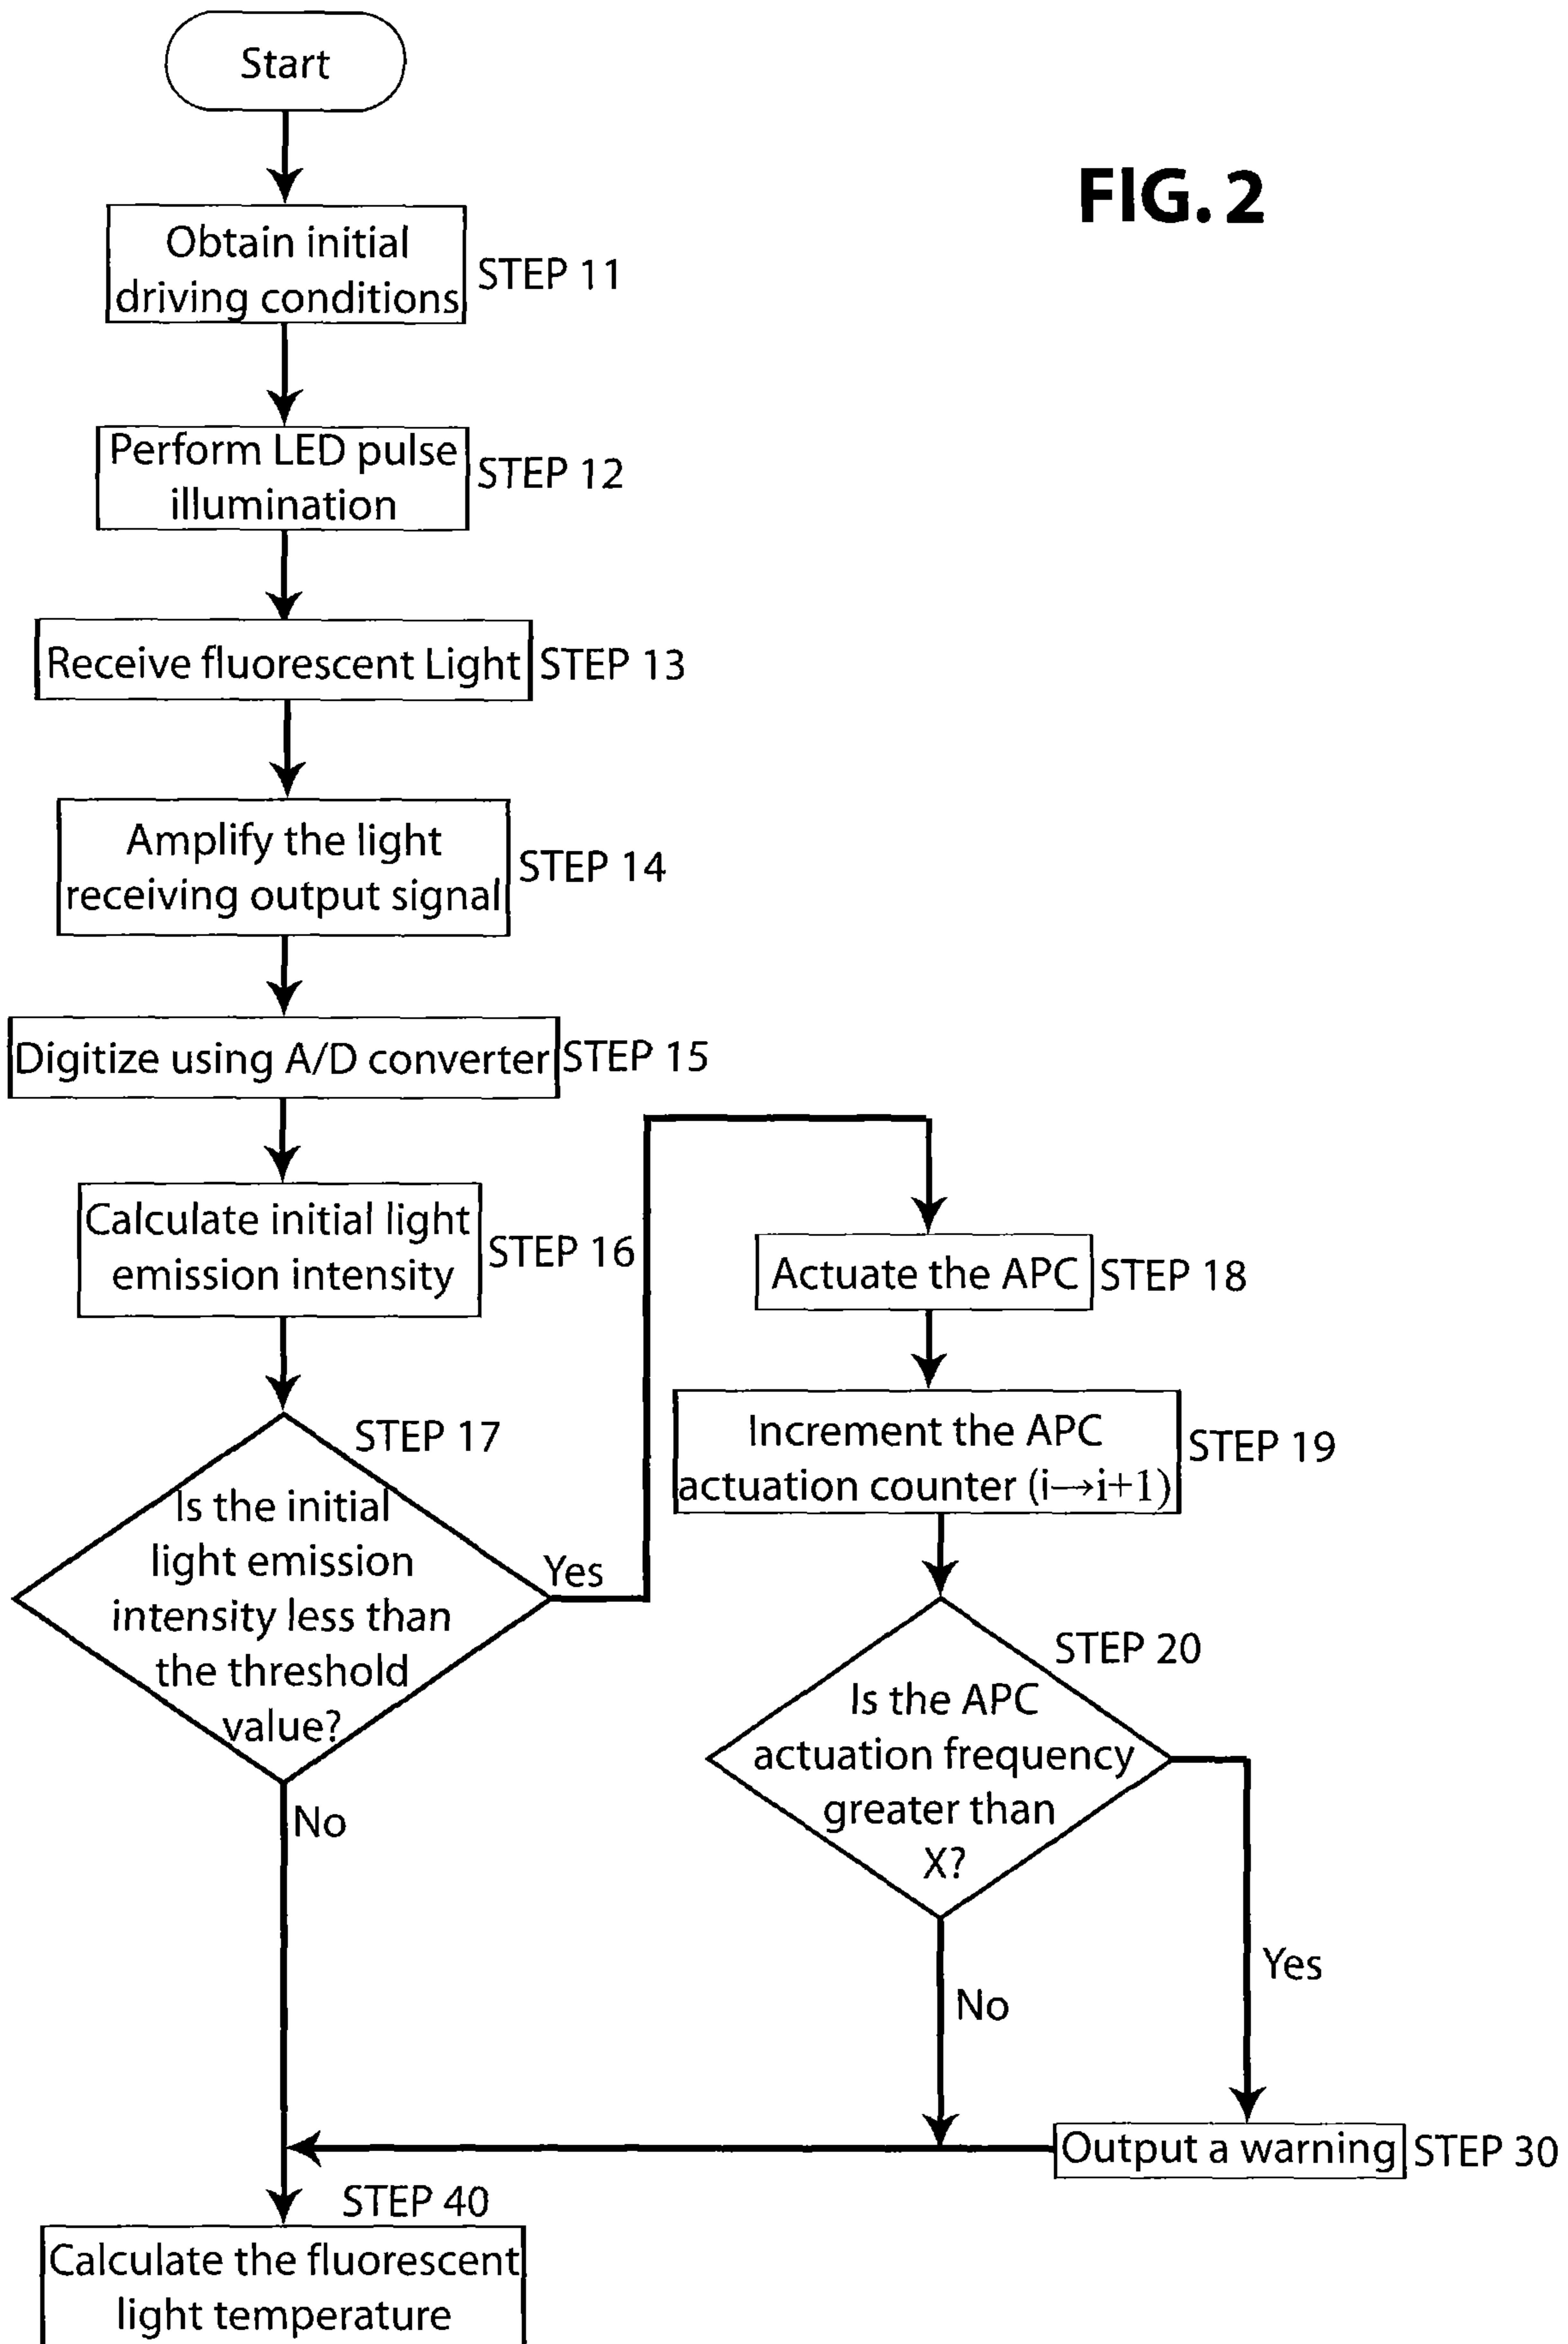 Start
FIG. 2
Obtain initial
driving conditions
STEP 11
Perform LED pulse
illumination
STEP 12
Receive fluorescent Light
STEP 13
Amplify the light
receiving output signal
STEP 14
Digitize using A/D converter
STEP 15
Calculate initial light
emission intensity
STEP 16
STEP 17
Is the initial
light emission
intensity less than
the threshold
value?
Yes
No
Actuate the APC
STEP 18
Increment the APC
actuation counter (i→i+1)
STEP 19
STEP 20
Is the APC
actuation frequency
greater than
X?
Yes
No
Output a warning
STEP 30
STEP 40
Calculate the fluorescent
light temperature